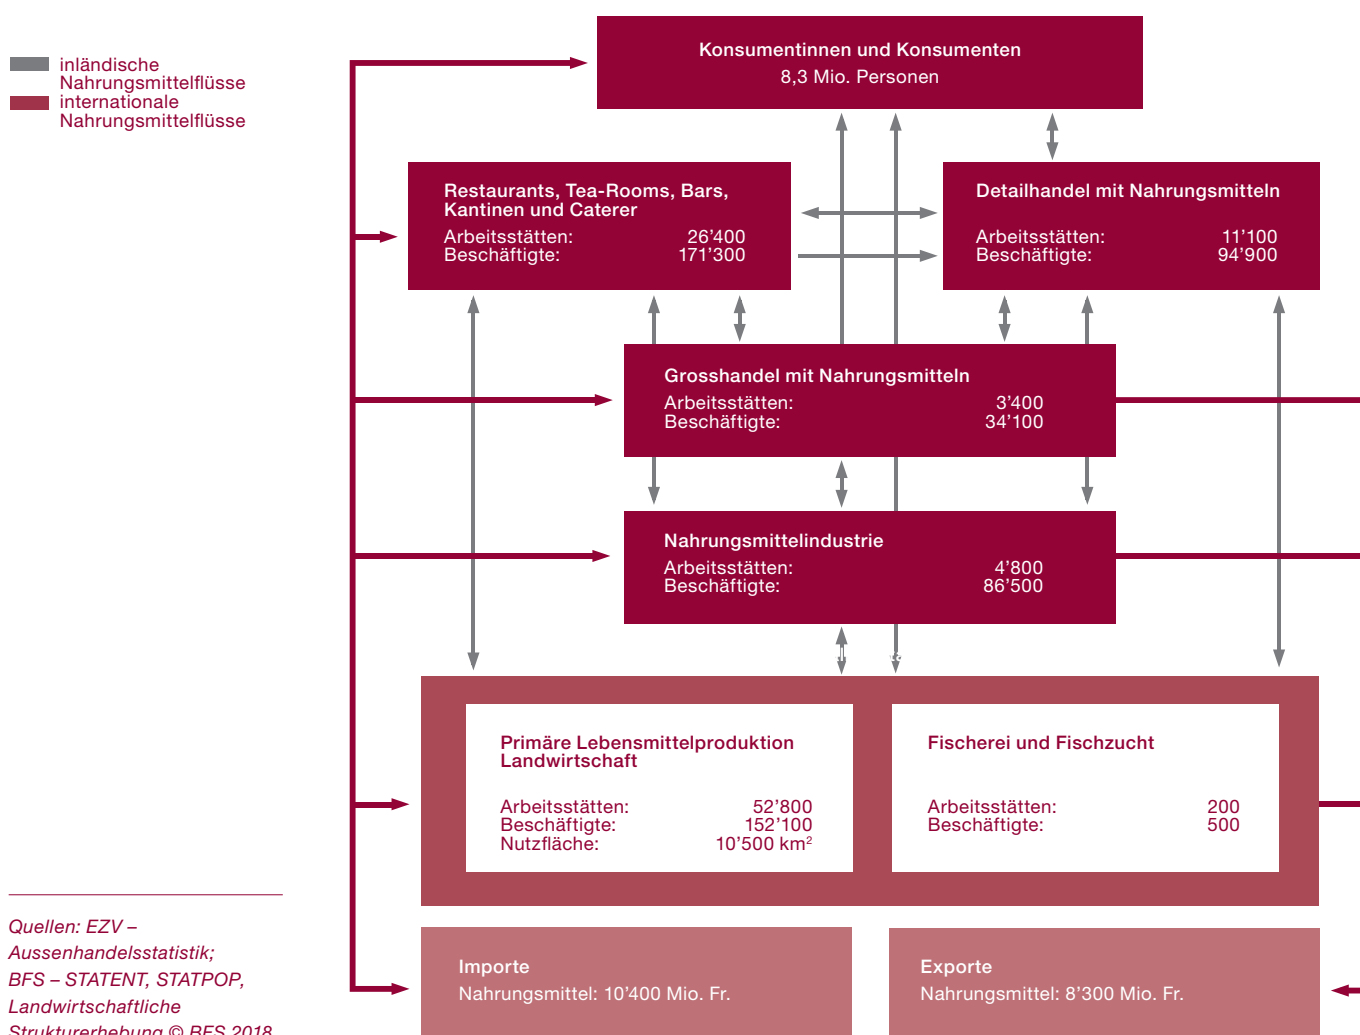 inländische
Nahrungsmittelflüsse
internationale
Nahrungsmittelflüsse
Konsumentinnen und Konsumenten
8,3 Mio. Personen
Restaurants, Tea-Rooms, Bars,
Kantinen und Caterer
Arbeitsstätten: 26’400
Beschäftigte: 171’300
Detailhandel mit Nahrungsmitteln
Arbeitsstätten: 11’100
Beschäftigte: 94’900
Grosshandel mit Nahrungsmitteln
Arbeitsstätten: 3’400
Beschäftigte: 34’100
Nahrungsmittelindustrie
Arbeitsstätten: 4’800
Beschäftigte: 86’500
Primäre Lebensmittelproduktion
Landwirtschaft
Arbeitsstätten: 52’800
Beschäftigte: 152’100
Nutzfläche: 10’500 km²
Fischerei und Fischzucht
Arbeitsstätten: 200
Beschäftigte: 500
Importe
Nahrungsmittel: 10’400 Mio. Fr.
Exporte
Nahrungsmittel: 8’300 Mio. Fr.
Quellen: EZV –
Aussenhandelsstatistik;
BFS – STATENT, STATPOP,
Landwirtschaftliche
Strukturerhebung © BFS 2018